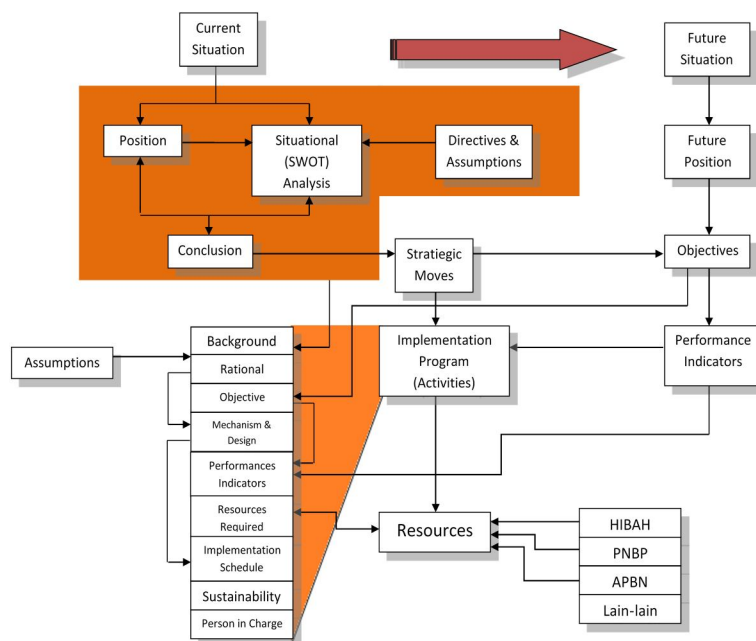 Current
Situation
Future
Situation
Position
Situational
(SWOT)
Analysis
Directives &
Assumptions
Future
Position
Conclusion
Stratiegic
Moves
Objectives
Assumptions
Background
Rational
Objective
Mechanism &
Design
Performances
Indicators
Resources
Required
Implementation
Schedule
Sustainability
Person in Charge
Implementation
Program
(Activities)
Performance
Indicators
Resources
HIBAH
PNBP
APBN
Lain-lain